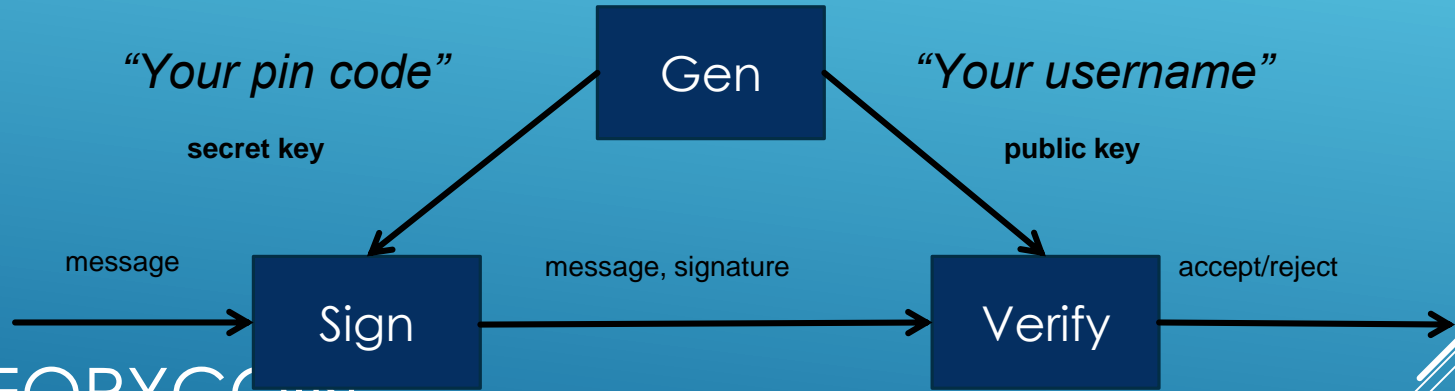 “Your pin code”
Gen
“Your username”
secret key
public key
message
message, signature
accept/reject
Sign
Verify